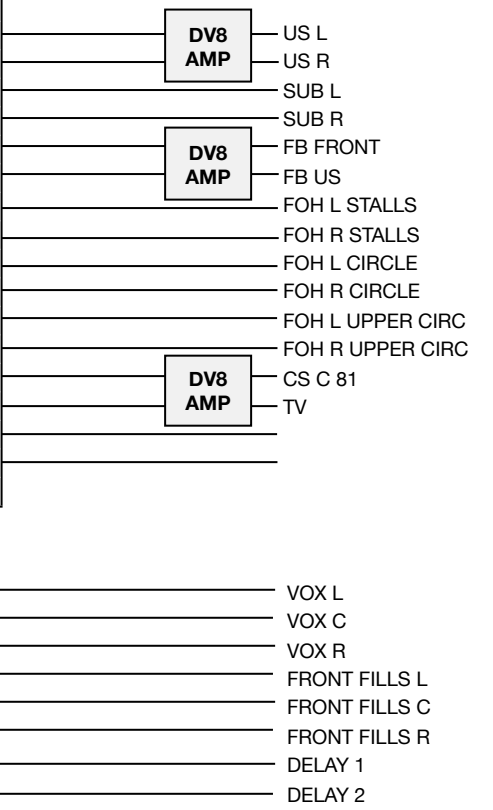 DV8
AMP
US L
US R
SUB L
SUB R
DV8
AMP
FB FRONT
FB US
FOH L STALLS
FOH R STALLS
FOH L CIRCLE
FOH R CIRCLE
FOH L UPPER CIRC
FOH R UPPER CIRC
DV8
AMP
CS C 81
TV
VOX L
VOX C
VOX R
FRONT FILLS L
FRONT FILLS C
FRONT FILLS R
DELAY 1
DELAY 2